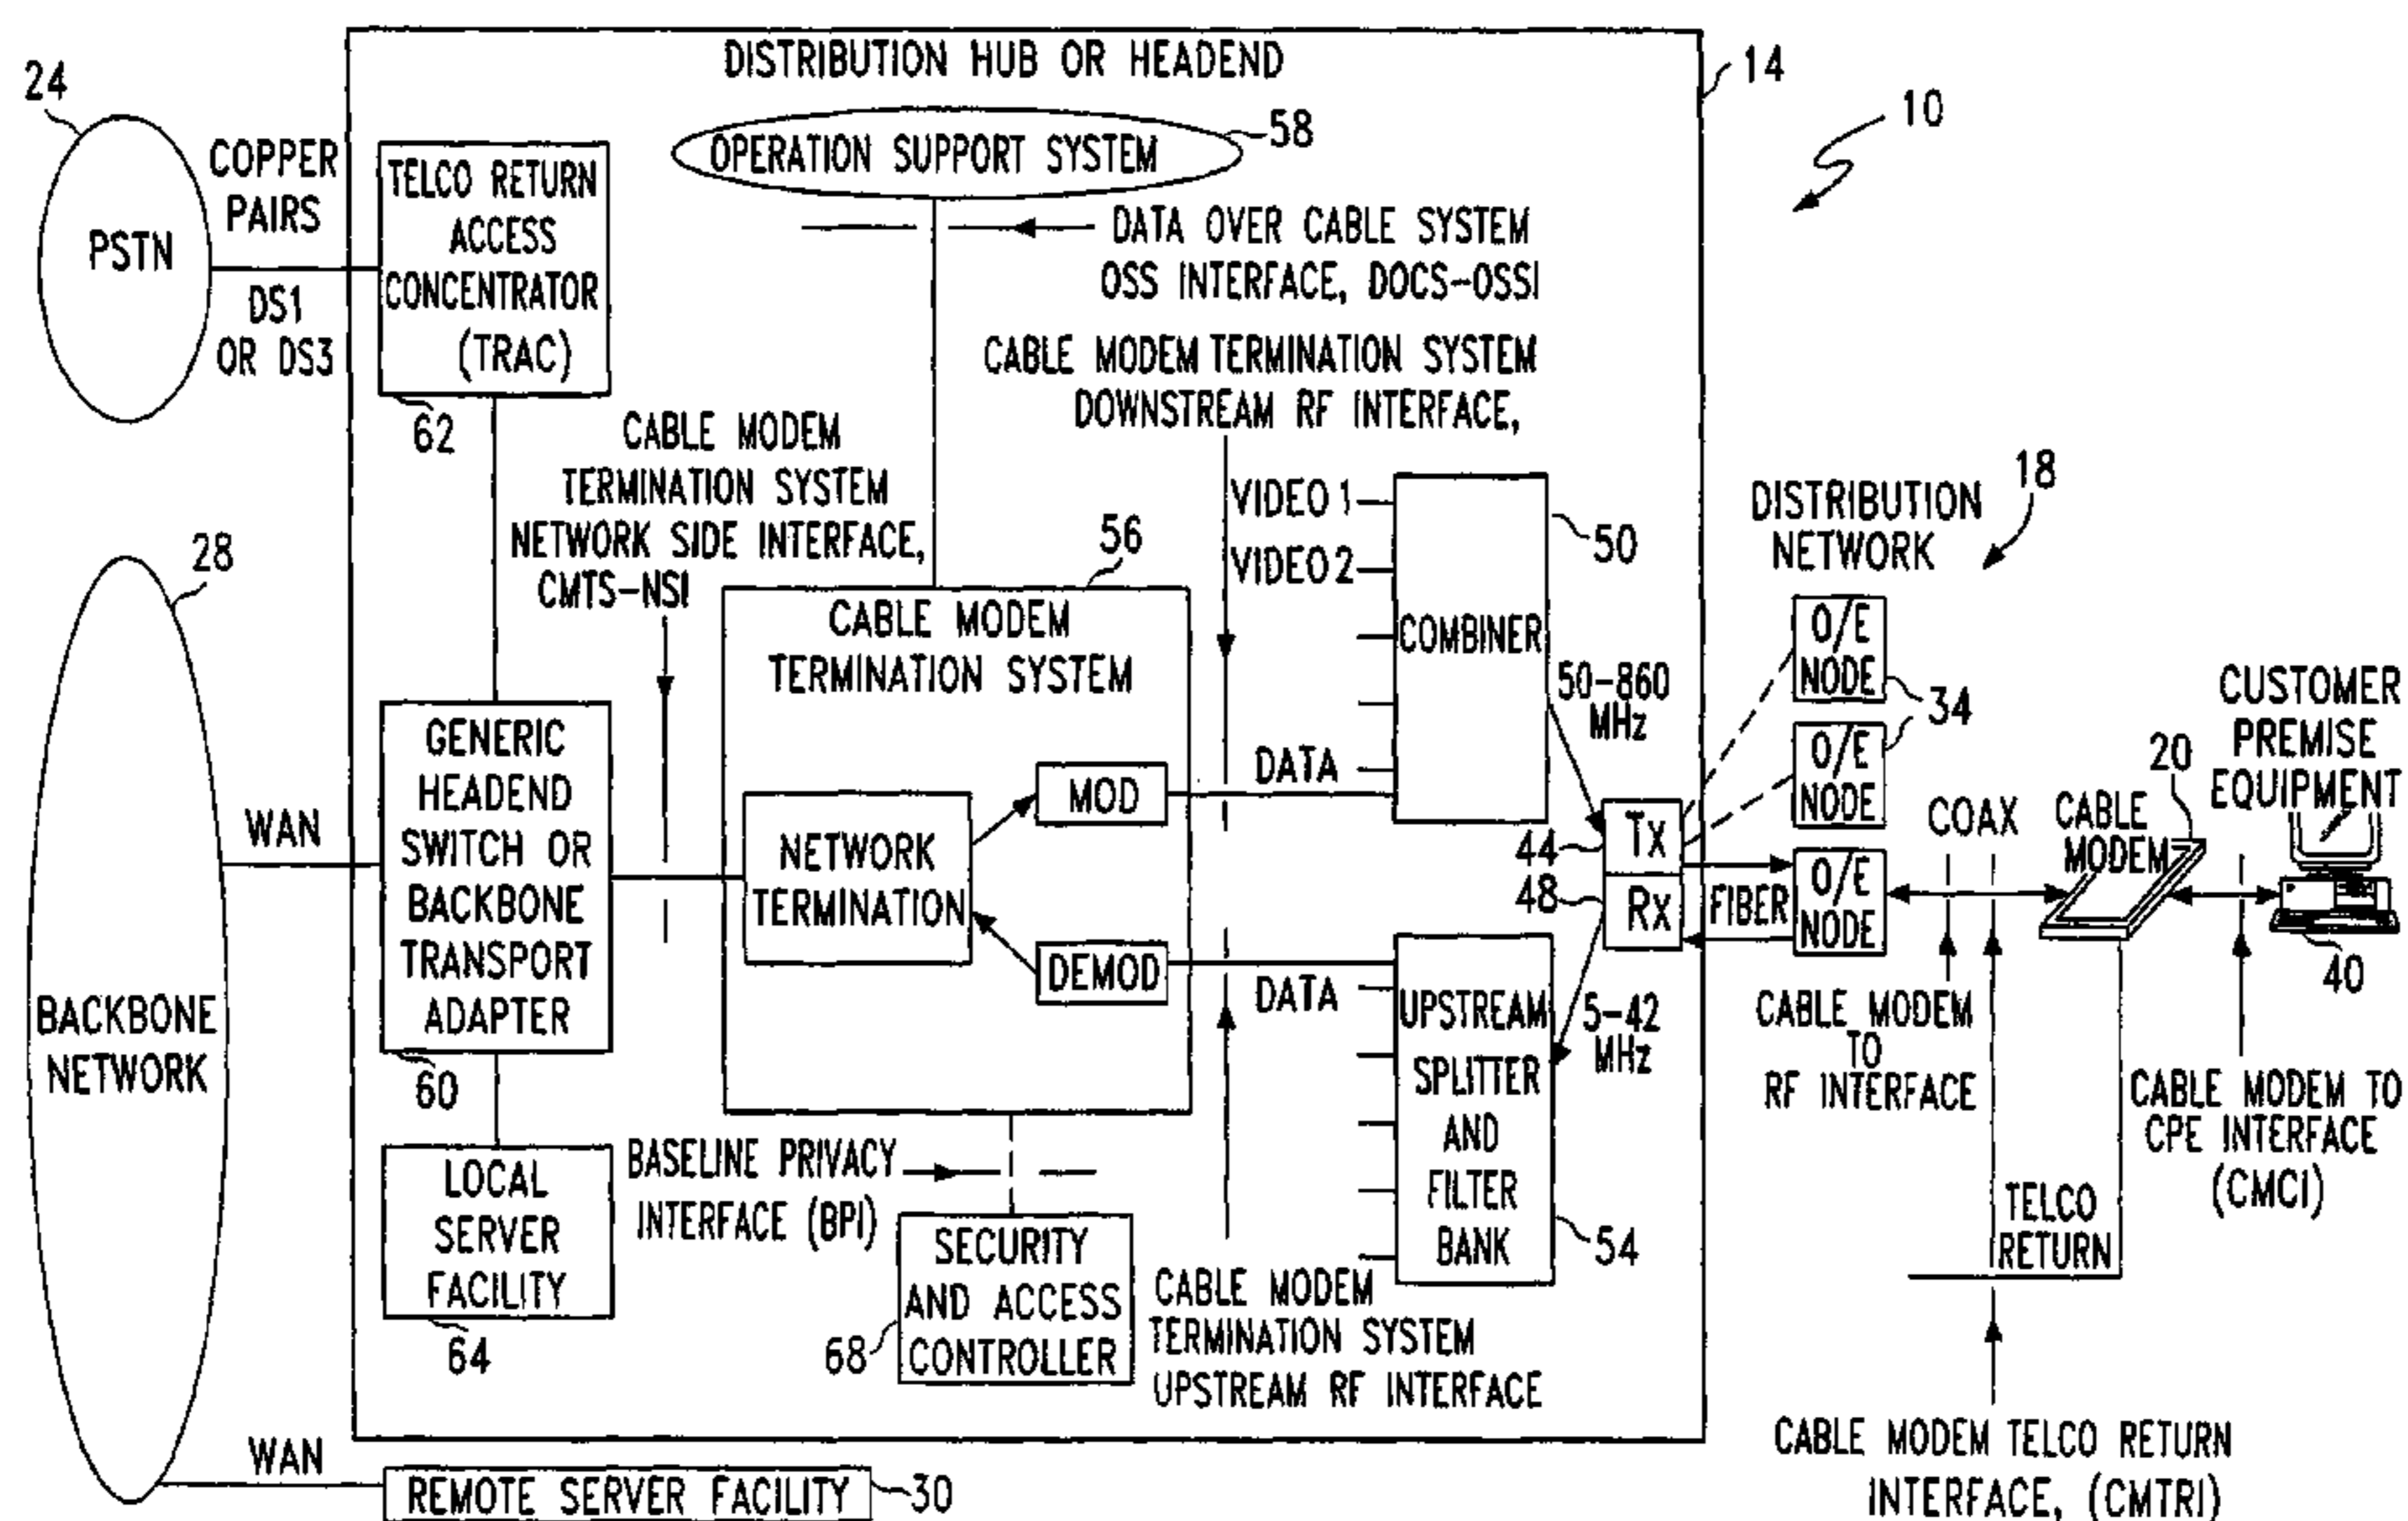 DISTRIBUTION HUB OR HEADEND
14
10
24
PSTN
COPPER
PAIRS
DS1
OR DS3
TELCO RETURN
ACCESS
CONCENTRATOR
(TRAC)
62
OPERATION SUPPORT SYSTEM
58
DATA OVER CABLE SYSTEM
OSS INTERFACE, DOCS-OSSI
CABLE MODEM TERMINATION SYSTEM
DOWNSTREAM RF INTERFACE,
CABLE MODEM
TERMINATION SYSTEM
NETWORK SIDE INTERFACE,
CMTS-NSI
28
BACKBONE
NETWORK
WAN
GENERIC
HEADEND
SWITCH OR
BACKBONE
TRANSPORT
ADAPTER
60
LOCAL
SERVER
FACILITY
64
56
CABLE MODEM
TERMINATION SYSTEM
NETWORK
TERMINATION
MOD
DEMOD
VIDEO 1
VIDEO 2
DATA
DATA
COMBINER
50
50-860
MHz
UPSTREAM
SPLITTER
AND
FILTER
BANK
54
5-42
MHz
44
Tx
48
Rx
FIBER
DISTRIBUTION
NETWORK
18
O/E
NODE
O/E
NODE
34
O/E
NODE
COAX
CABLE
MODEM
20
CUSTOMER
PREMISE
EQUIPMENT
40
CABLE MODEM
TO
RF INTERFACE
CABLE MODEM TO
CPE INTERFACE
(CMCI)
TELCO
RETURN
CABLE MODEM TELCO RETURN
INTERFACE, (CMTRI)
BASELINE PRIVACY
INTERFACE (BPI)
SECURITY
AND ACCESS
CONTROLLER
68
CABLE MODEM
TERMINATION SYSTEM
UPSTREAM RF INTERFACE
WAN
REMOTE SERVER FACILITY
30